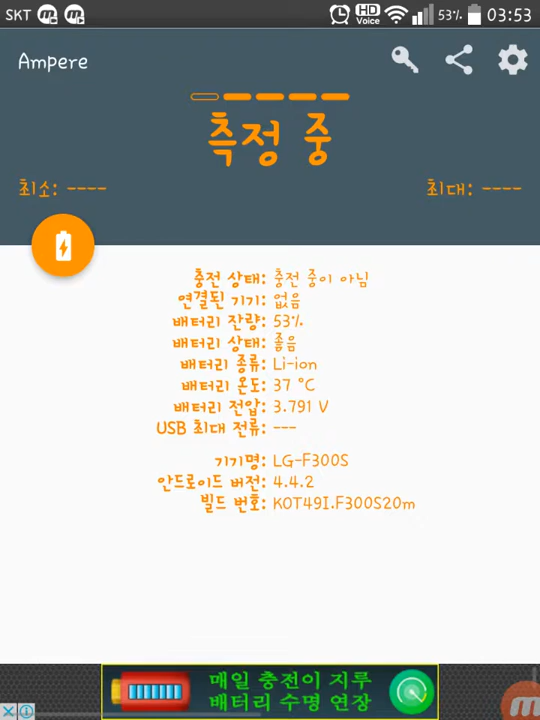 SKT HD Voice 53% 03:53
Ampere
측정 중
최소: ----
최대: ----
충전 상태: 충전 중이 아님
연결된 기기: 없음
배터리 잔량: 53%
배터리 상태: 좋음
배터리 종류: Li-ion
배터리 온도: 37 °C
배터리 전압: 3.791 V
USB 최대 전류: ---
기기명: LG-F300S
안드로이드 버전: 4.4.2
빌드 번호: KOT49I.F300S20m
매일 충전이 지루
배터리 수명 연장